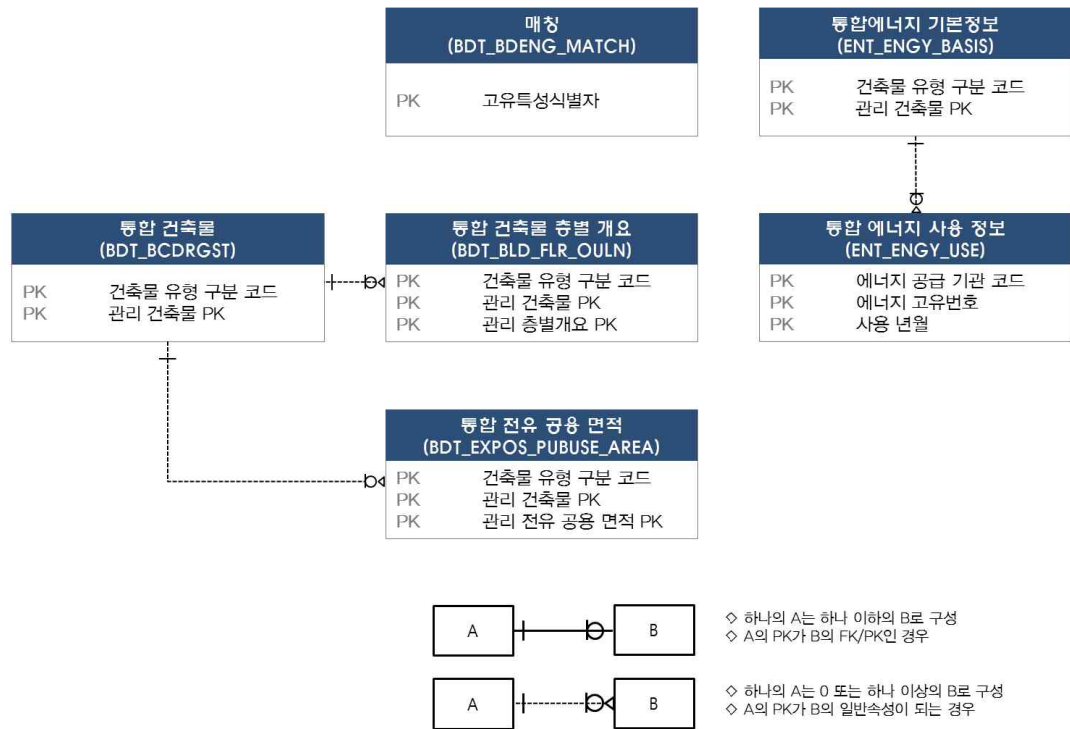 매칭
(BDT_BDENG_MATCH)
PK 고유특성식별자
통합에너지 기본정보
(ENT_ENGY_BASIS)
PK 건축물 유형 구분 코드
PK 관리 건축물 PK
통합 건축물
(BDT_BCDRGST)
PK 건축물 유형 구분 코드
PK 관리 건축물 PK
통합 건축물 층별 개요
(BDT_BLD_FLR_OULN)
PK 건축물 유형 구분 코드
PK 관리 건축물 PK
PK 관리 층별개요 PK
통합 에너지 사용 정보
(ENT_ENGY_USE)
PK 에너지 공급 기관 코드
PK 에너지 고유번호
PK 사용 년월
통합 전유 공용 면적
(BDT_EXPOS_PUBUSE_AREA)
PK 건축물 유형 구분 코드
PK 관리 건축물 PK
PK 관리 전유 공용 면적 PK
A B
◇ 하나의 A는 하나 이하의 B로 구성
◇ A의 PK가 B의 FK/PK인 경우
A B
◇ 하나의 A는 0 또는 하나 이상의 B로 구성
◇ A의 PK가 B의 일반속성이 되는 경우